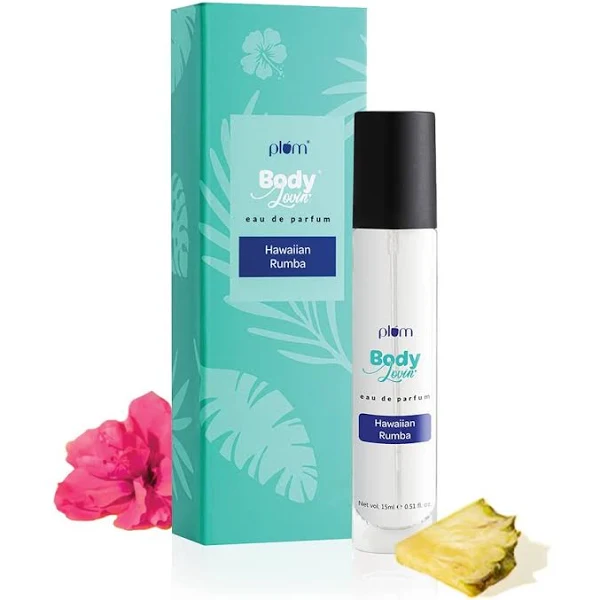 plum®
Body
Lovin'
eau de parfum
Hawaiian
Rumba
plum
Body
Lovin'
eau de parfum
Hawaiian
Rumba
Net vol. 15ml ℮ 0.51 fl. oz.